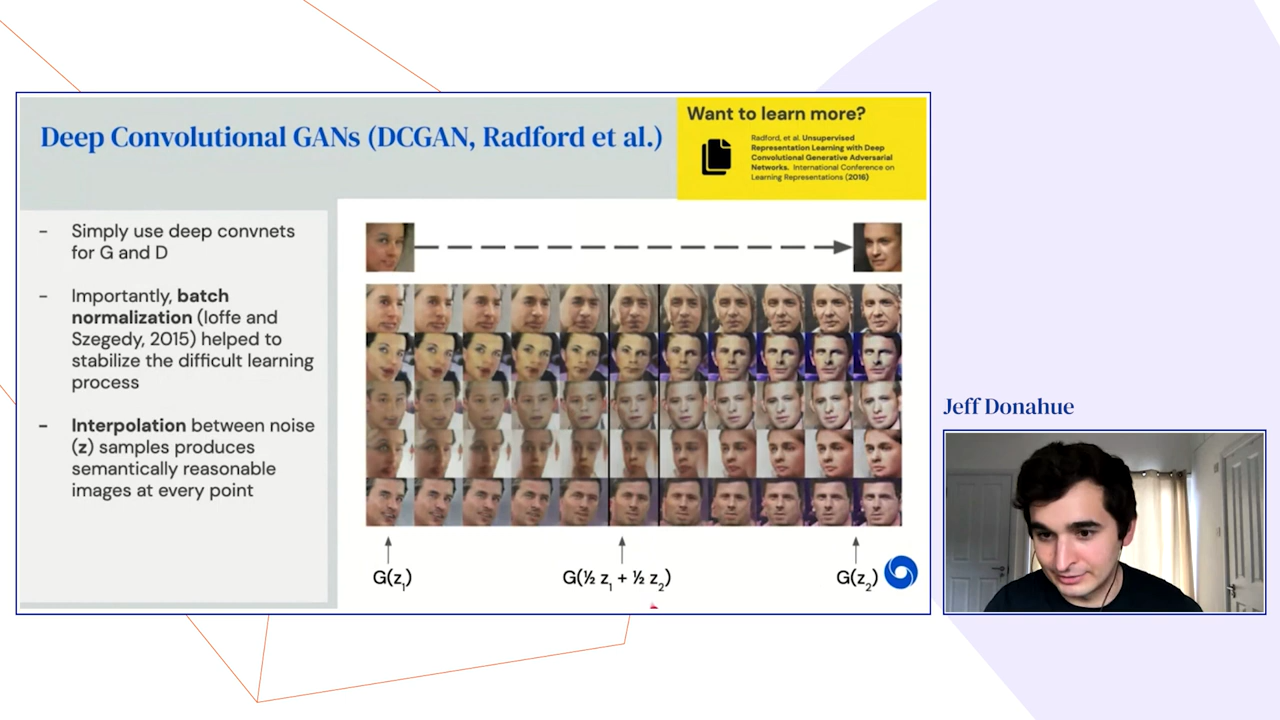 Deep Convolutional GANs (DCGAN, Radford et al.)
Want to learn more?
Radford, et al. Unsupervised
Representation Learning with Deep
Convolutional Generative Adversarial
Networks. International Conference on
Learning Representations (2016)
- Simply use deep convnets
for G and D
- Importantly, batch
normalization (Ioffe and
Szegedy, 2015) helped to
stabilize the difficult learning
process
- Interpolation between noise
(z) samples produces
semantically reasonable
images at every point
G(z₁)
G(½ z₁ + ½ z₂)
G(z₂)
Jeff Donahue